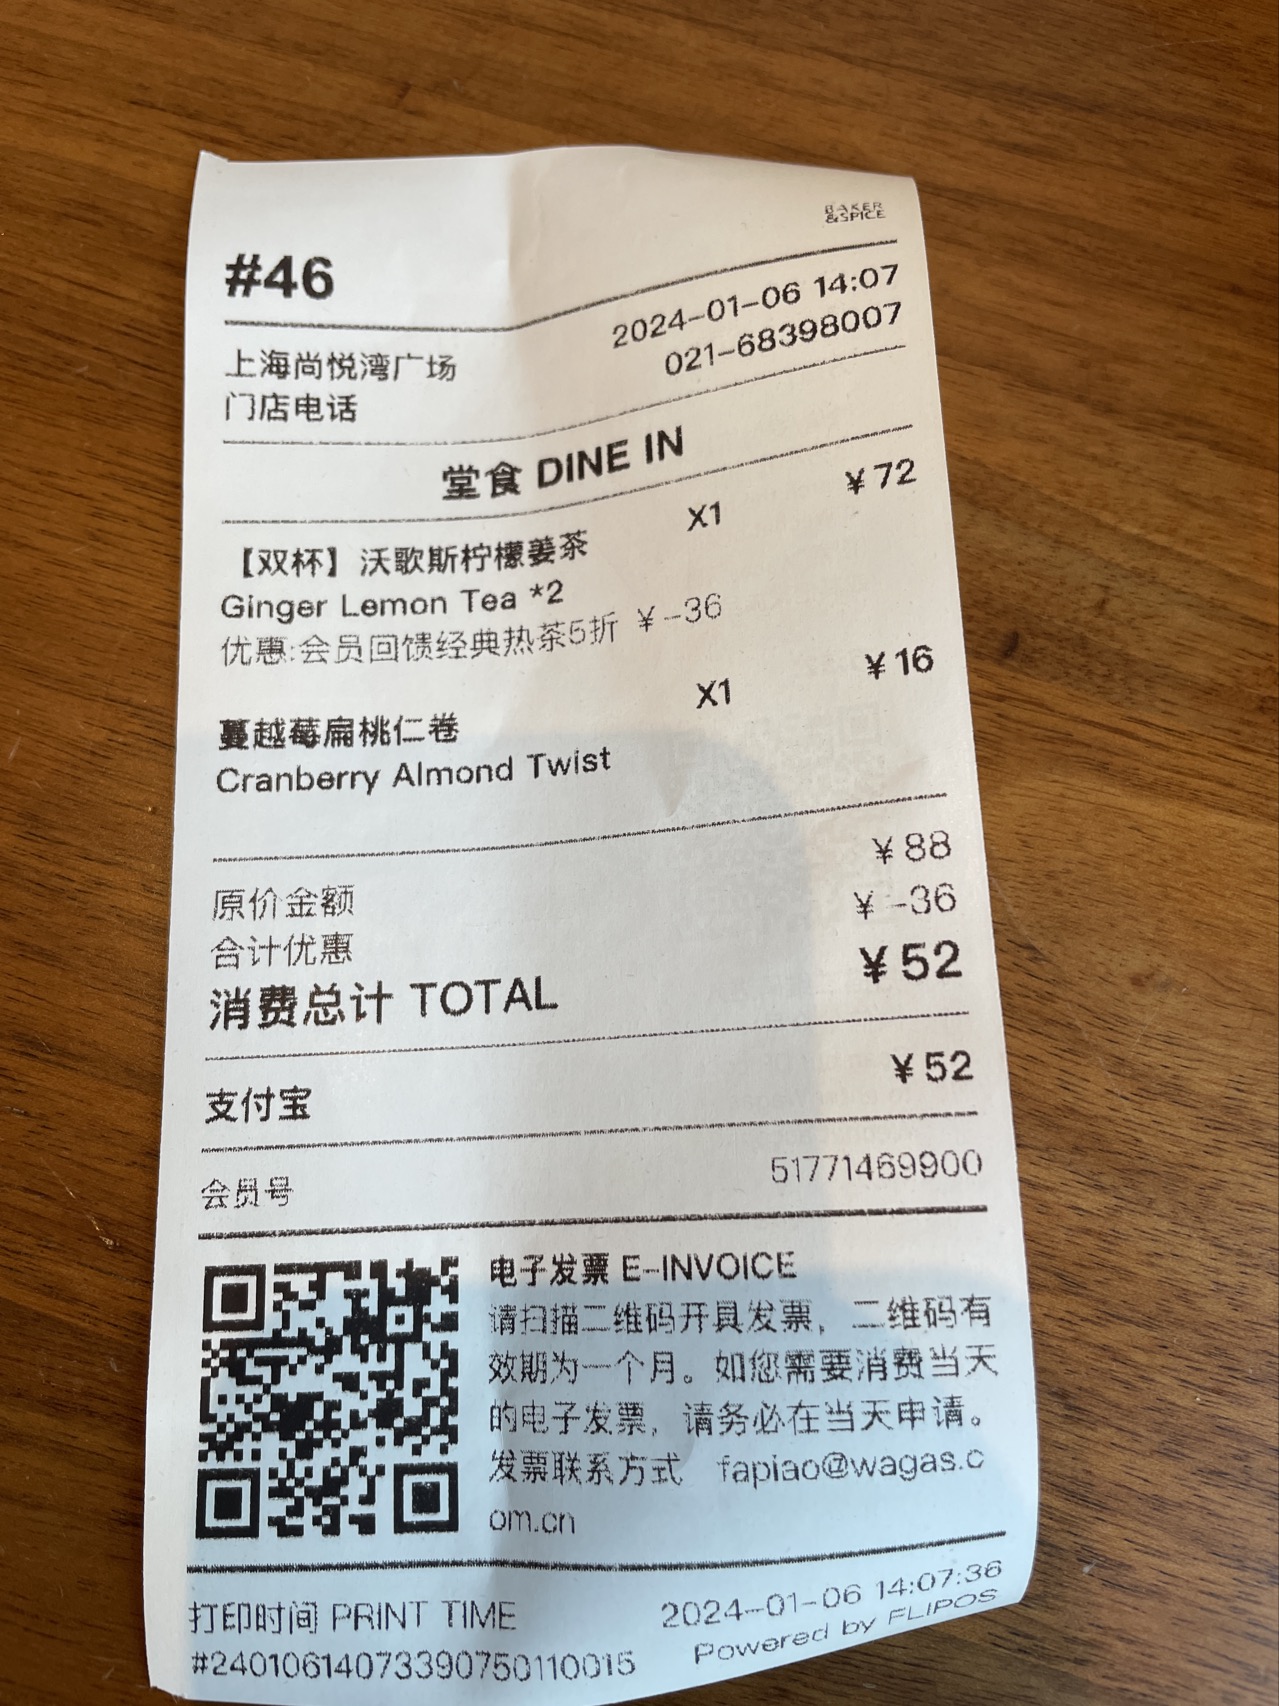 BAKER
&SPICE
#46
上海尚悦湾广场 2024-01-06 14:07
门店电话 021-68398007
堂食 DINE IN
【双杯】沃歌斯柠檬姜茶 X1 ¥72
Ginger Lemon Tea *2
优惠:会员回馈经典热茶5折 ¥-36
蔓越莓扁桃仁卷 X1 ¥16
Cranberry Almond Twist
原价金额 ¥88
合计优惠 ¥-36
消费总计 TOTAL ¥52
支付宝 ¥52
会员号 51771469900
电子发票 E-INVOICE
请扫描二维码开具发票，二维码有
效期为一个月。如您需要消费当天
的电子发票，请务必在当天申请。
发票联系方式 fapiao@wagas.c
om.cn
打印时间 PRINT TIME 2024-01-06 14:07:36
#240106140733907501​10015 Powered by FLIPOS